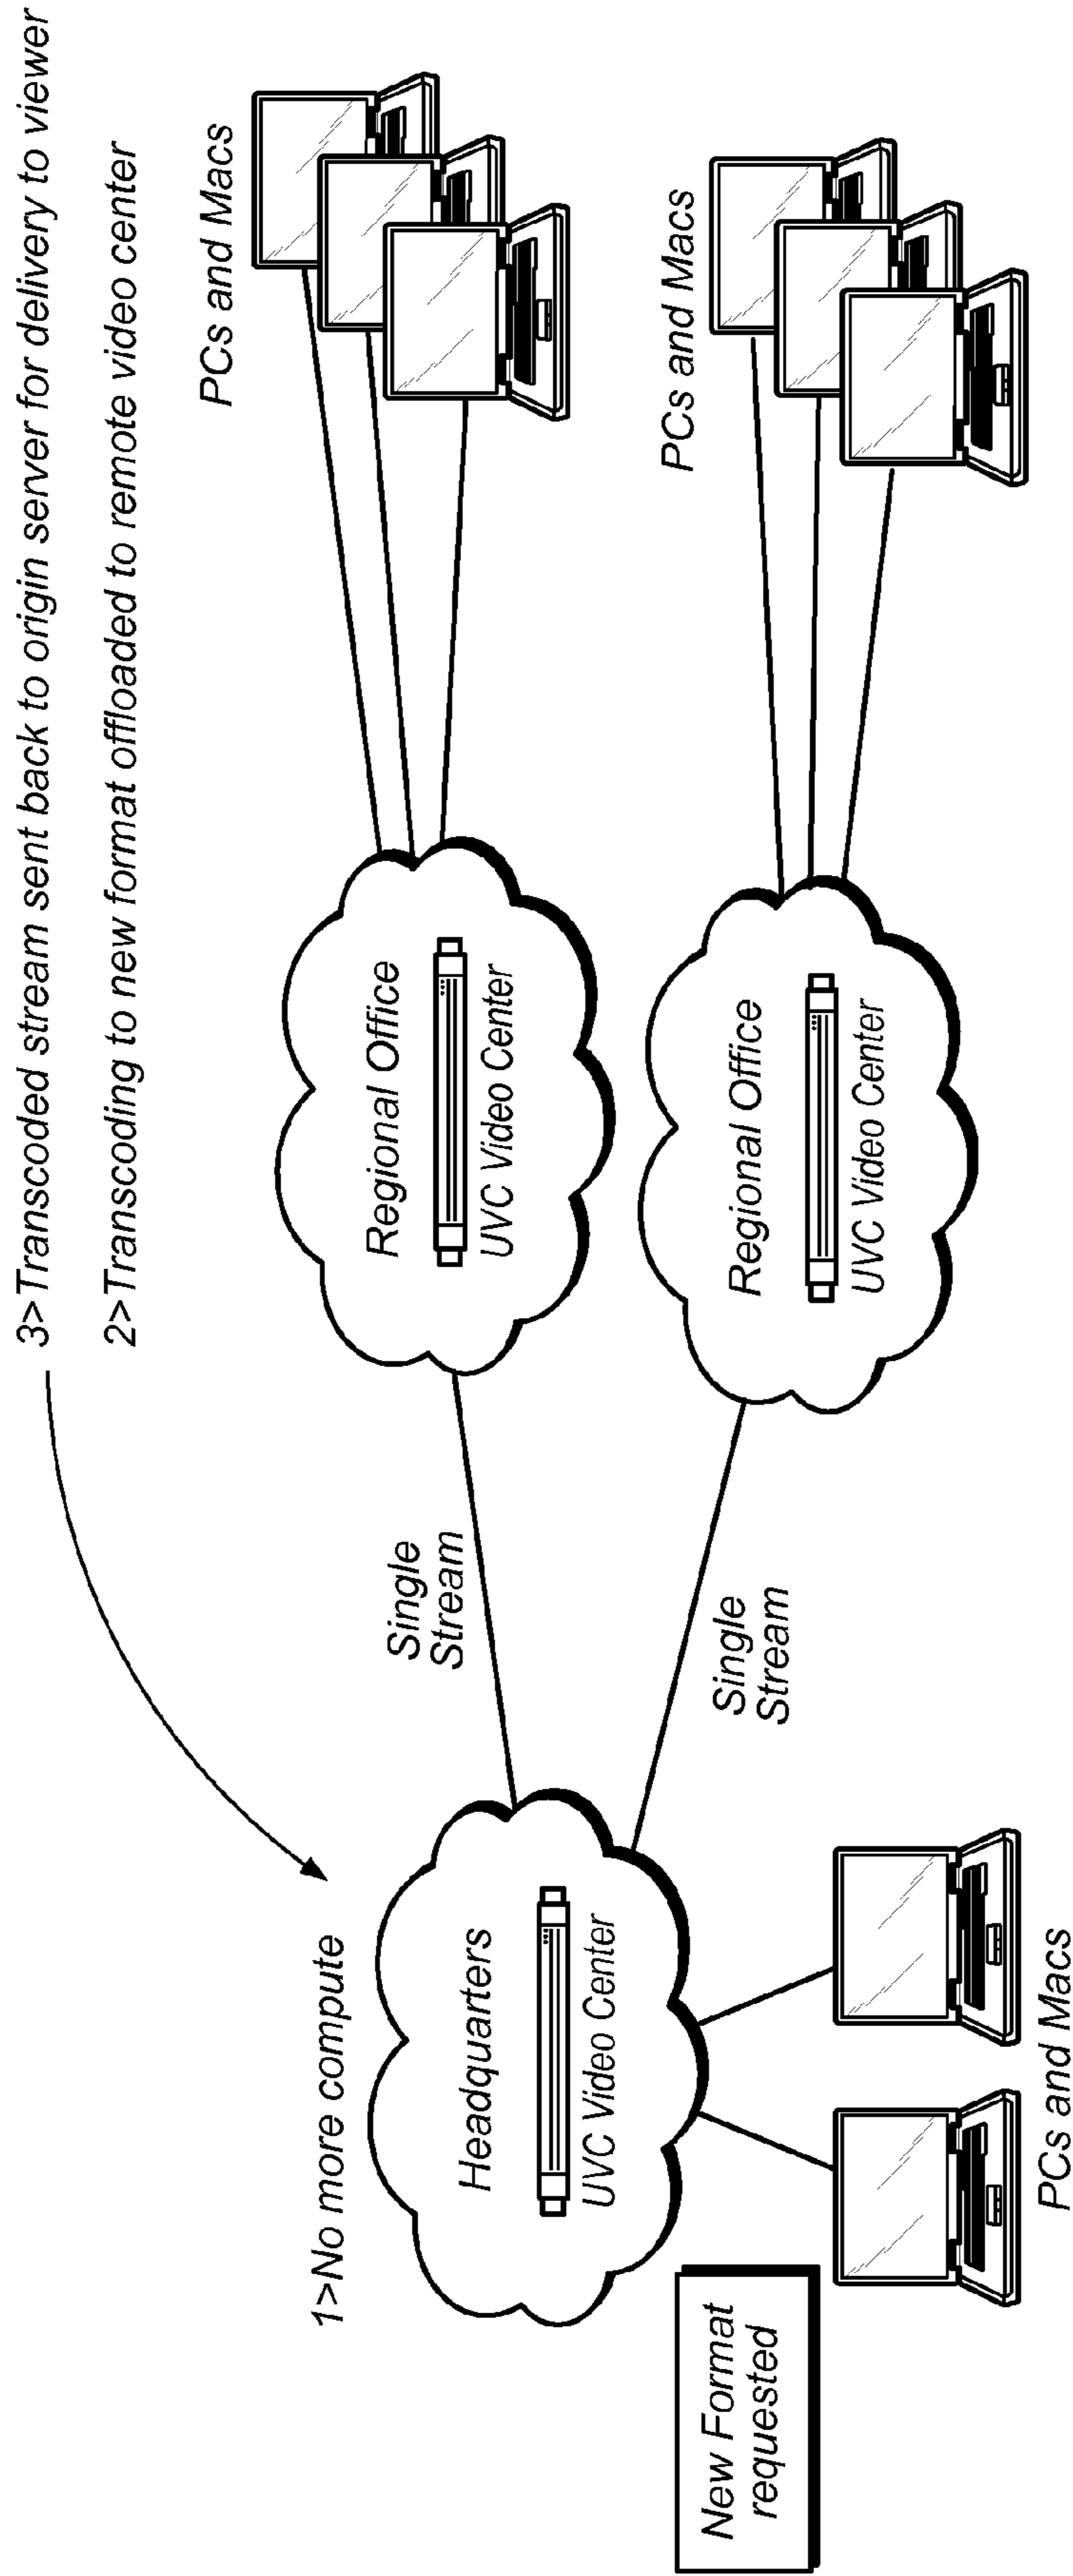 3>Transcoded stream sent back to origin server for delivery to viewer
2>Transcoding to new format offloaded to remote video center
PCs and Macs
Regional Office
UVC Video Center
Single
Stream
1>No more compute
Headquarters
UVC Video Center
PCs and Macs
Regional Office
UVC Video Center
Single
Stream
New Format
requested
PCs and Macs